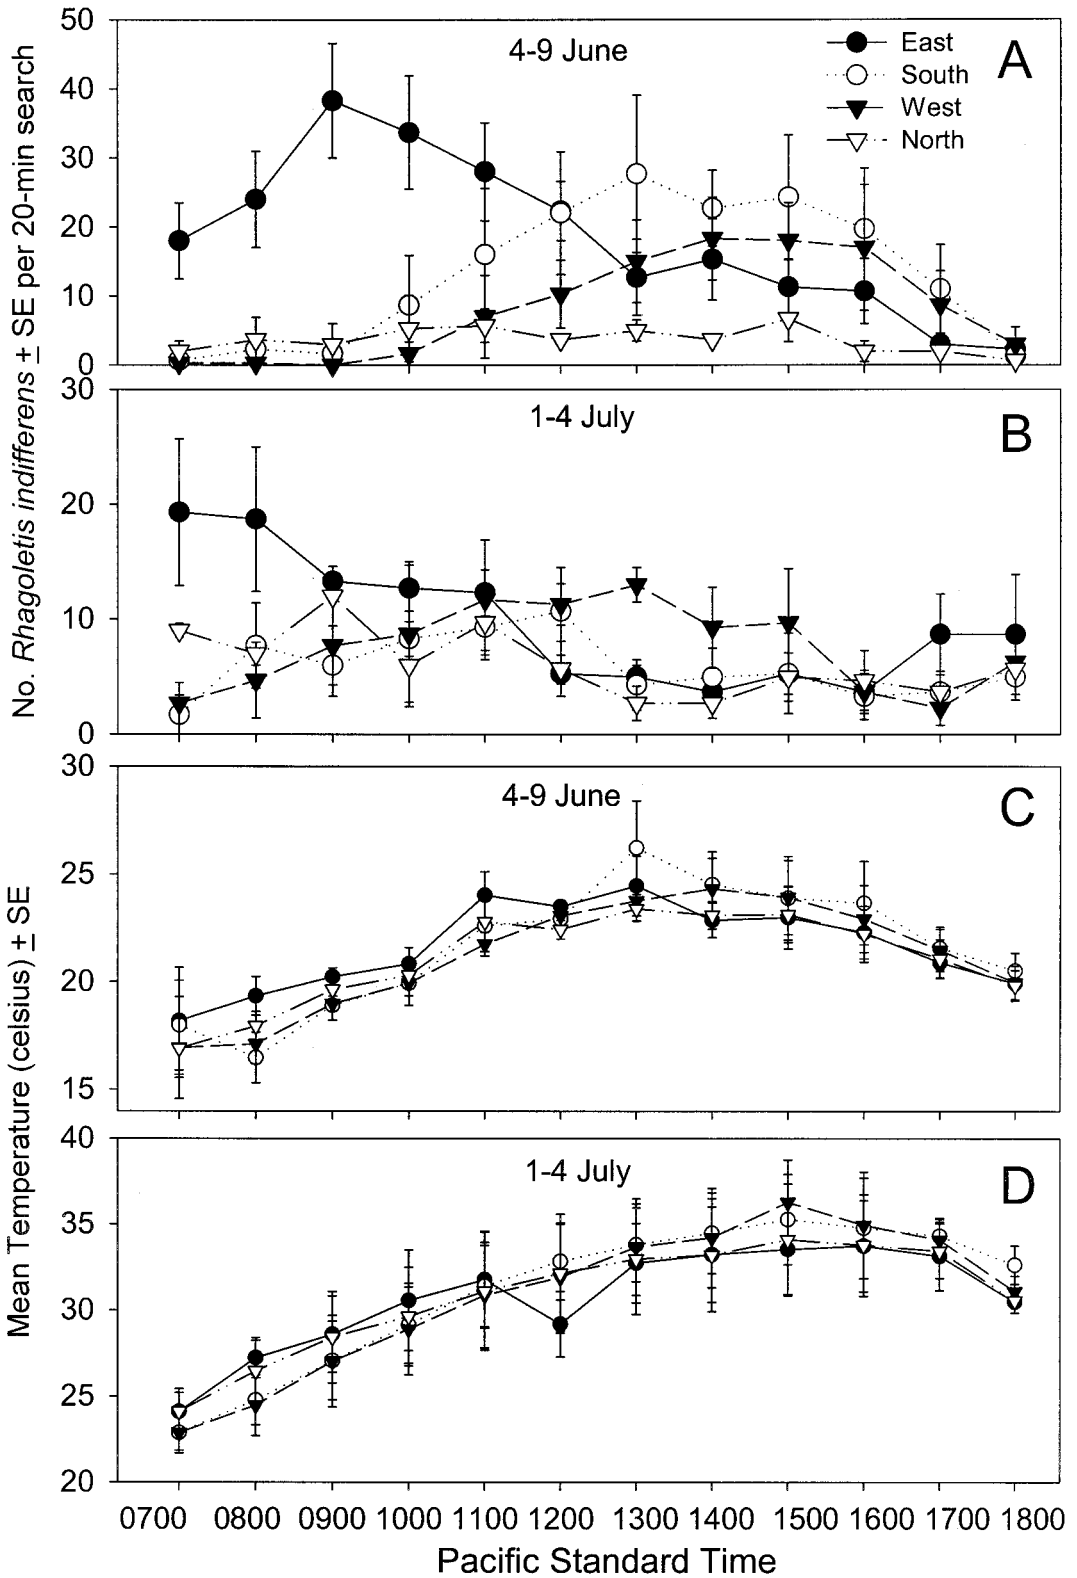 No. Rhagoletis indifferens ± SE per 20-min search
50
40
30
20
10
0
4-9 June
East
South
West
North
A
30
20
10
0
1-4 July
B
Mean Temperature (celsius) ± SE
30
25
20
15
4-9 June
C
40
35
30
25
20
1-4 July
D
0700 0800 0900 1000 1100 1200 1300 1400 1500 1600 1700 1800
Pacific Standard Time